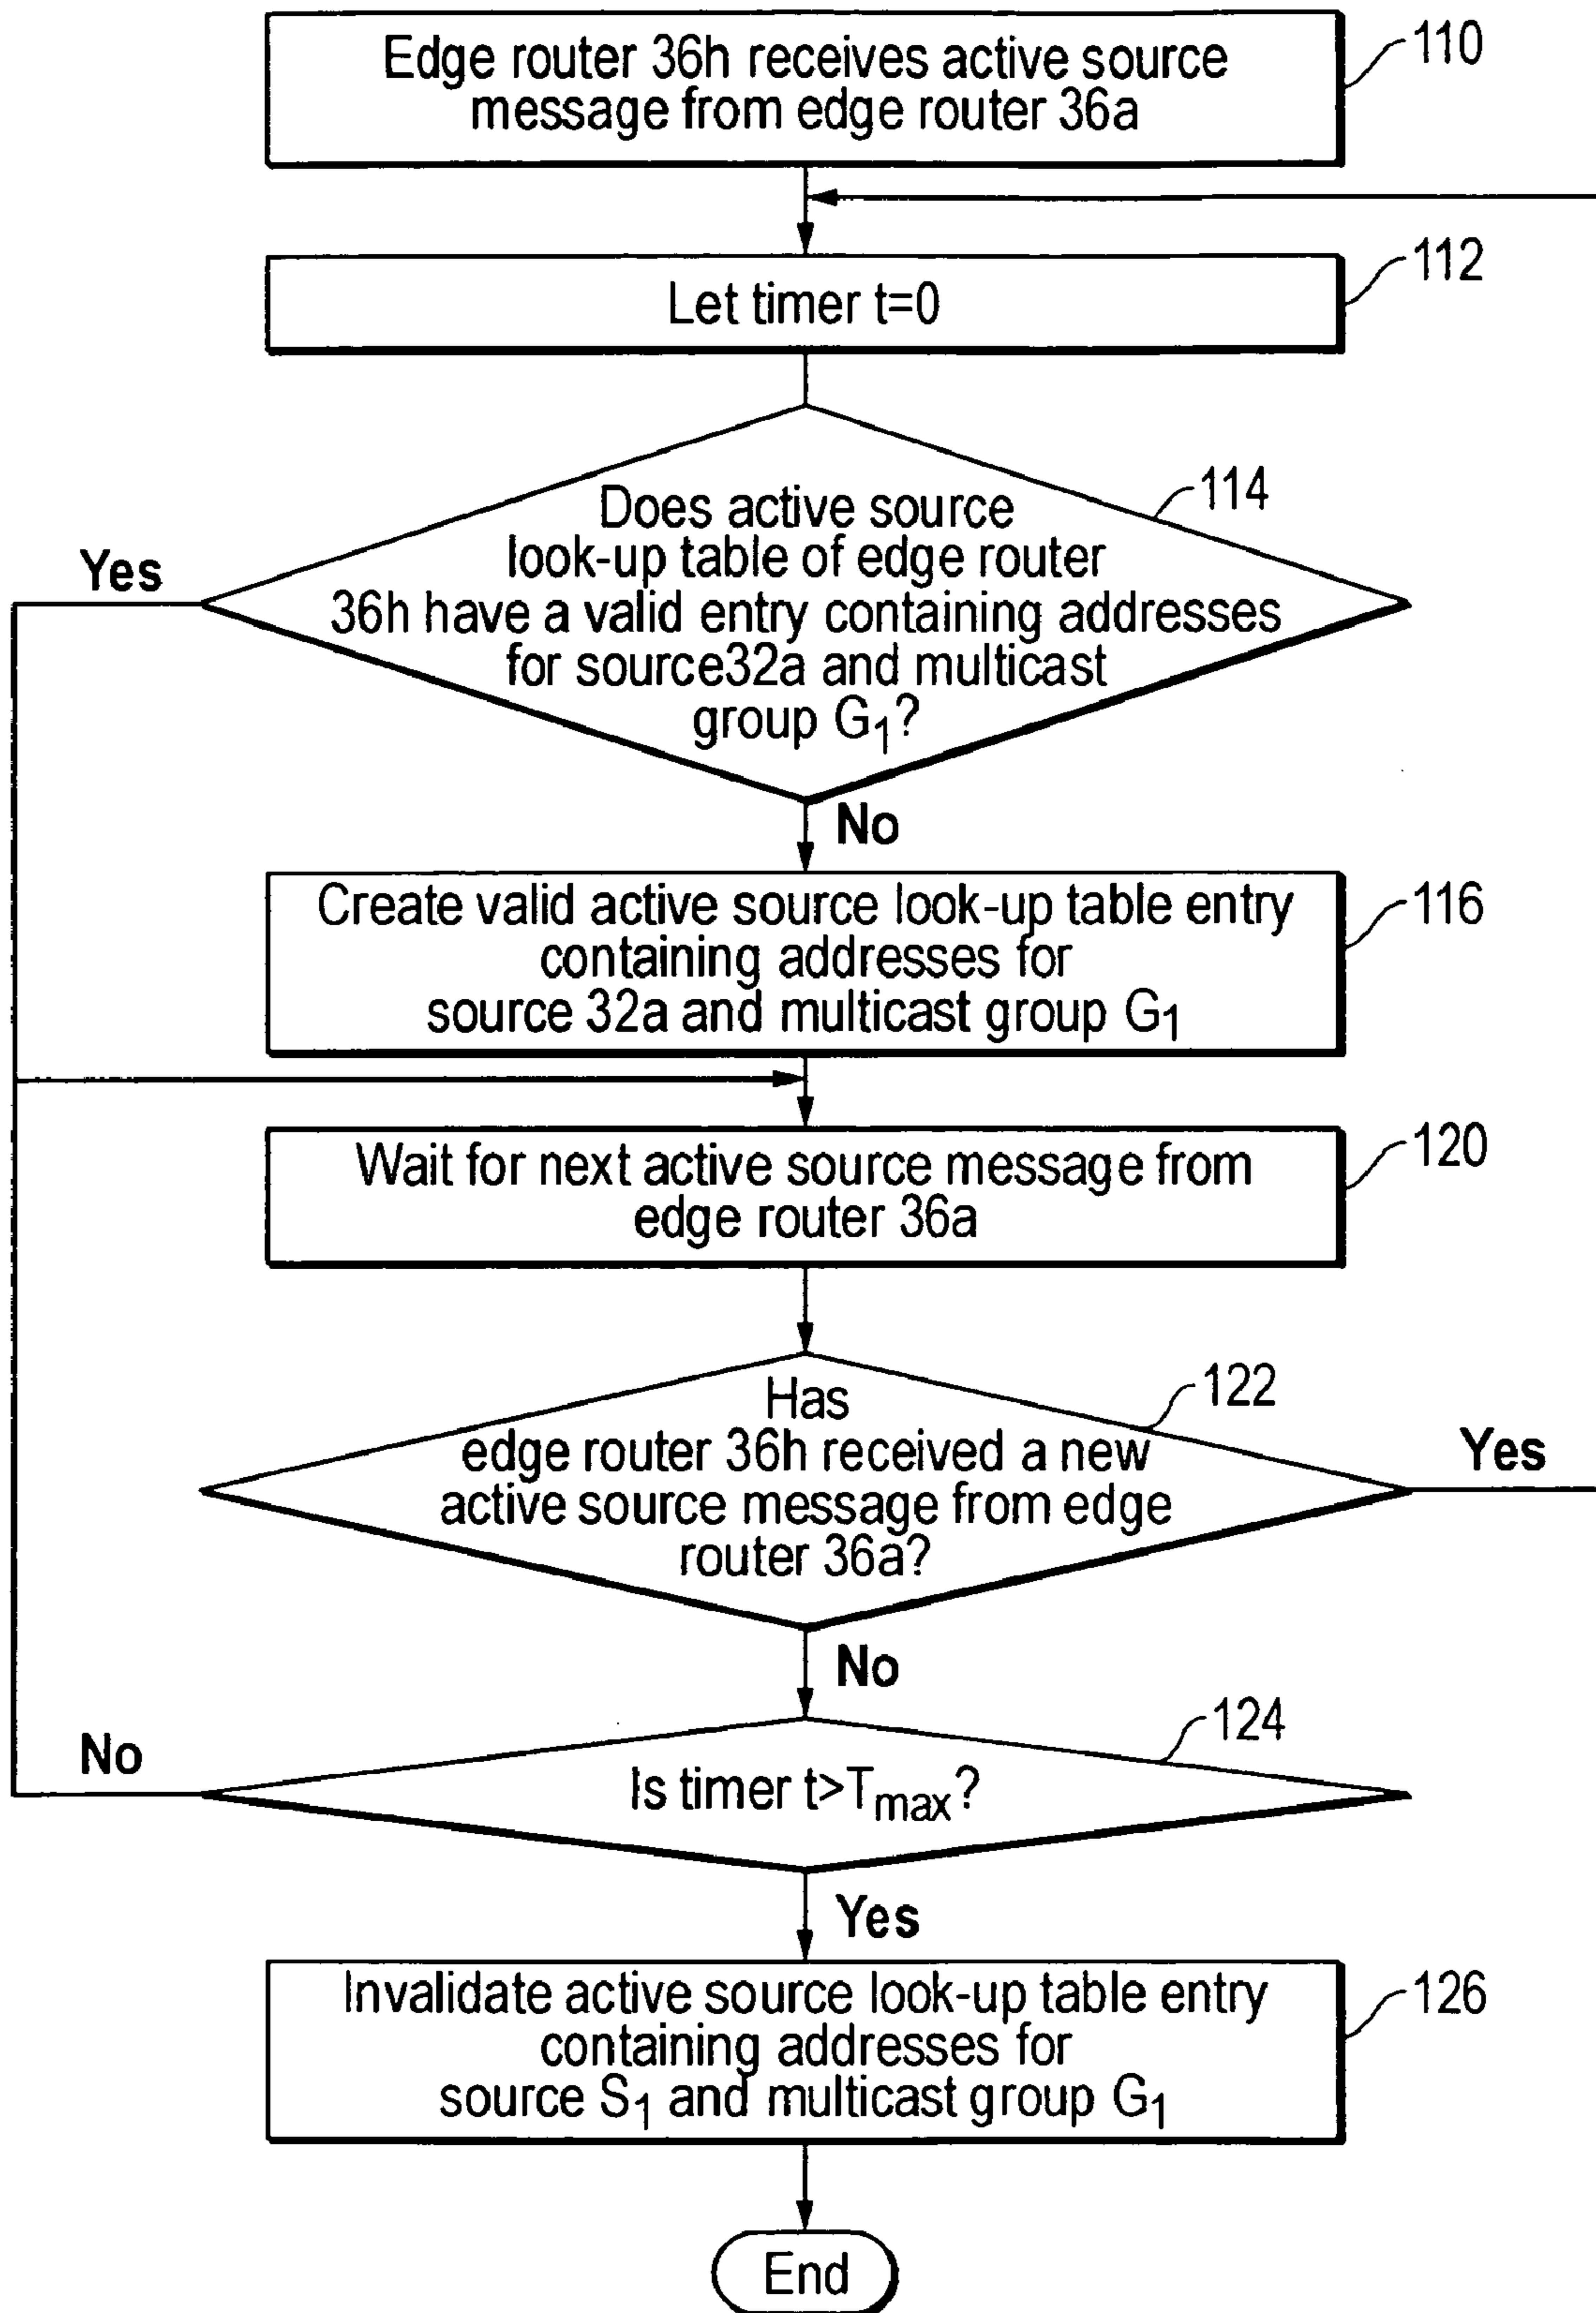 Edge router 36h receives active source
message from edge router 36a
110
Let timer t=0
112
Does active source
look-up table of edge router
36h have a valid entry containing addresses
for source32a and multicast
group G1?
114
Yes
No
Create valid active source look-up table entry
containing addresses for
source 32a and multicast group G1
116
Wait for next active source message from
edge router 36a
120
Has
edge router 36h received a new
active source message from edge
router 36a?
122
Yes
No
Is timer t>Tmax?
124
No
Yes
Invalidate active source look-up table entry
containing addresses for
source S1 and multicast group G1
126
End